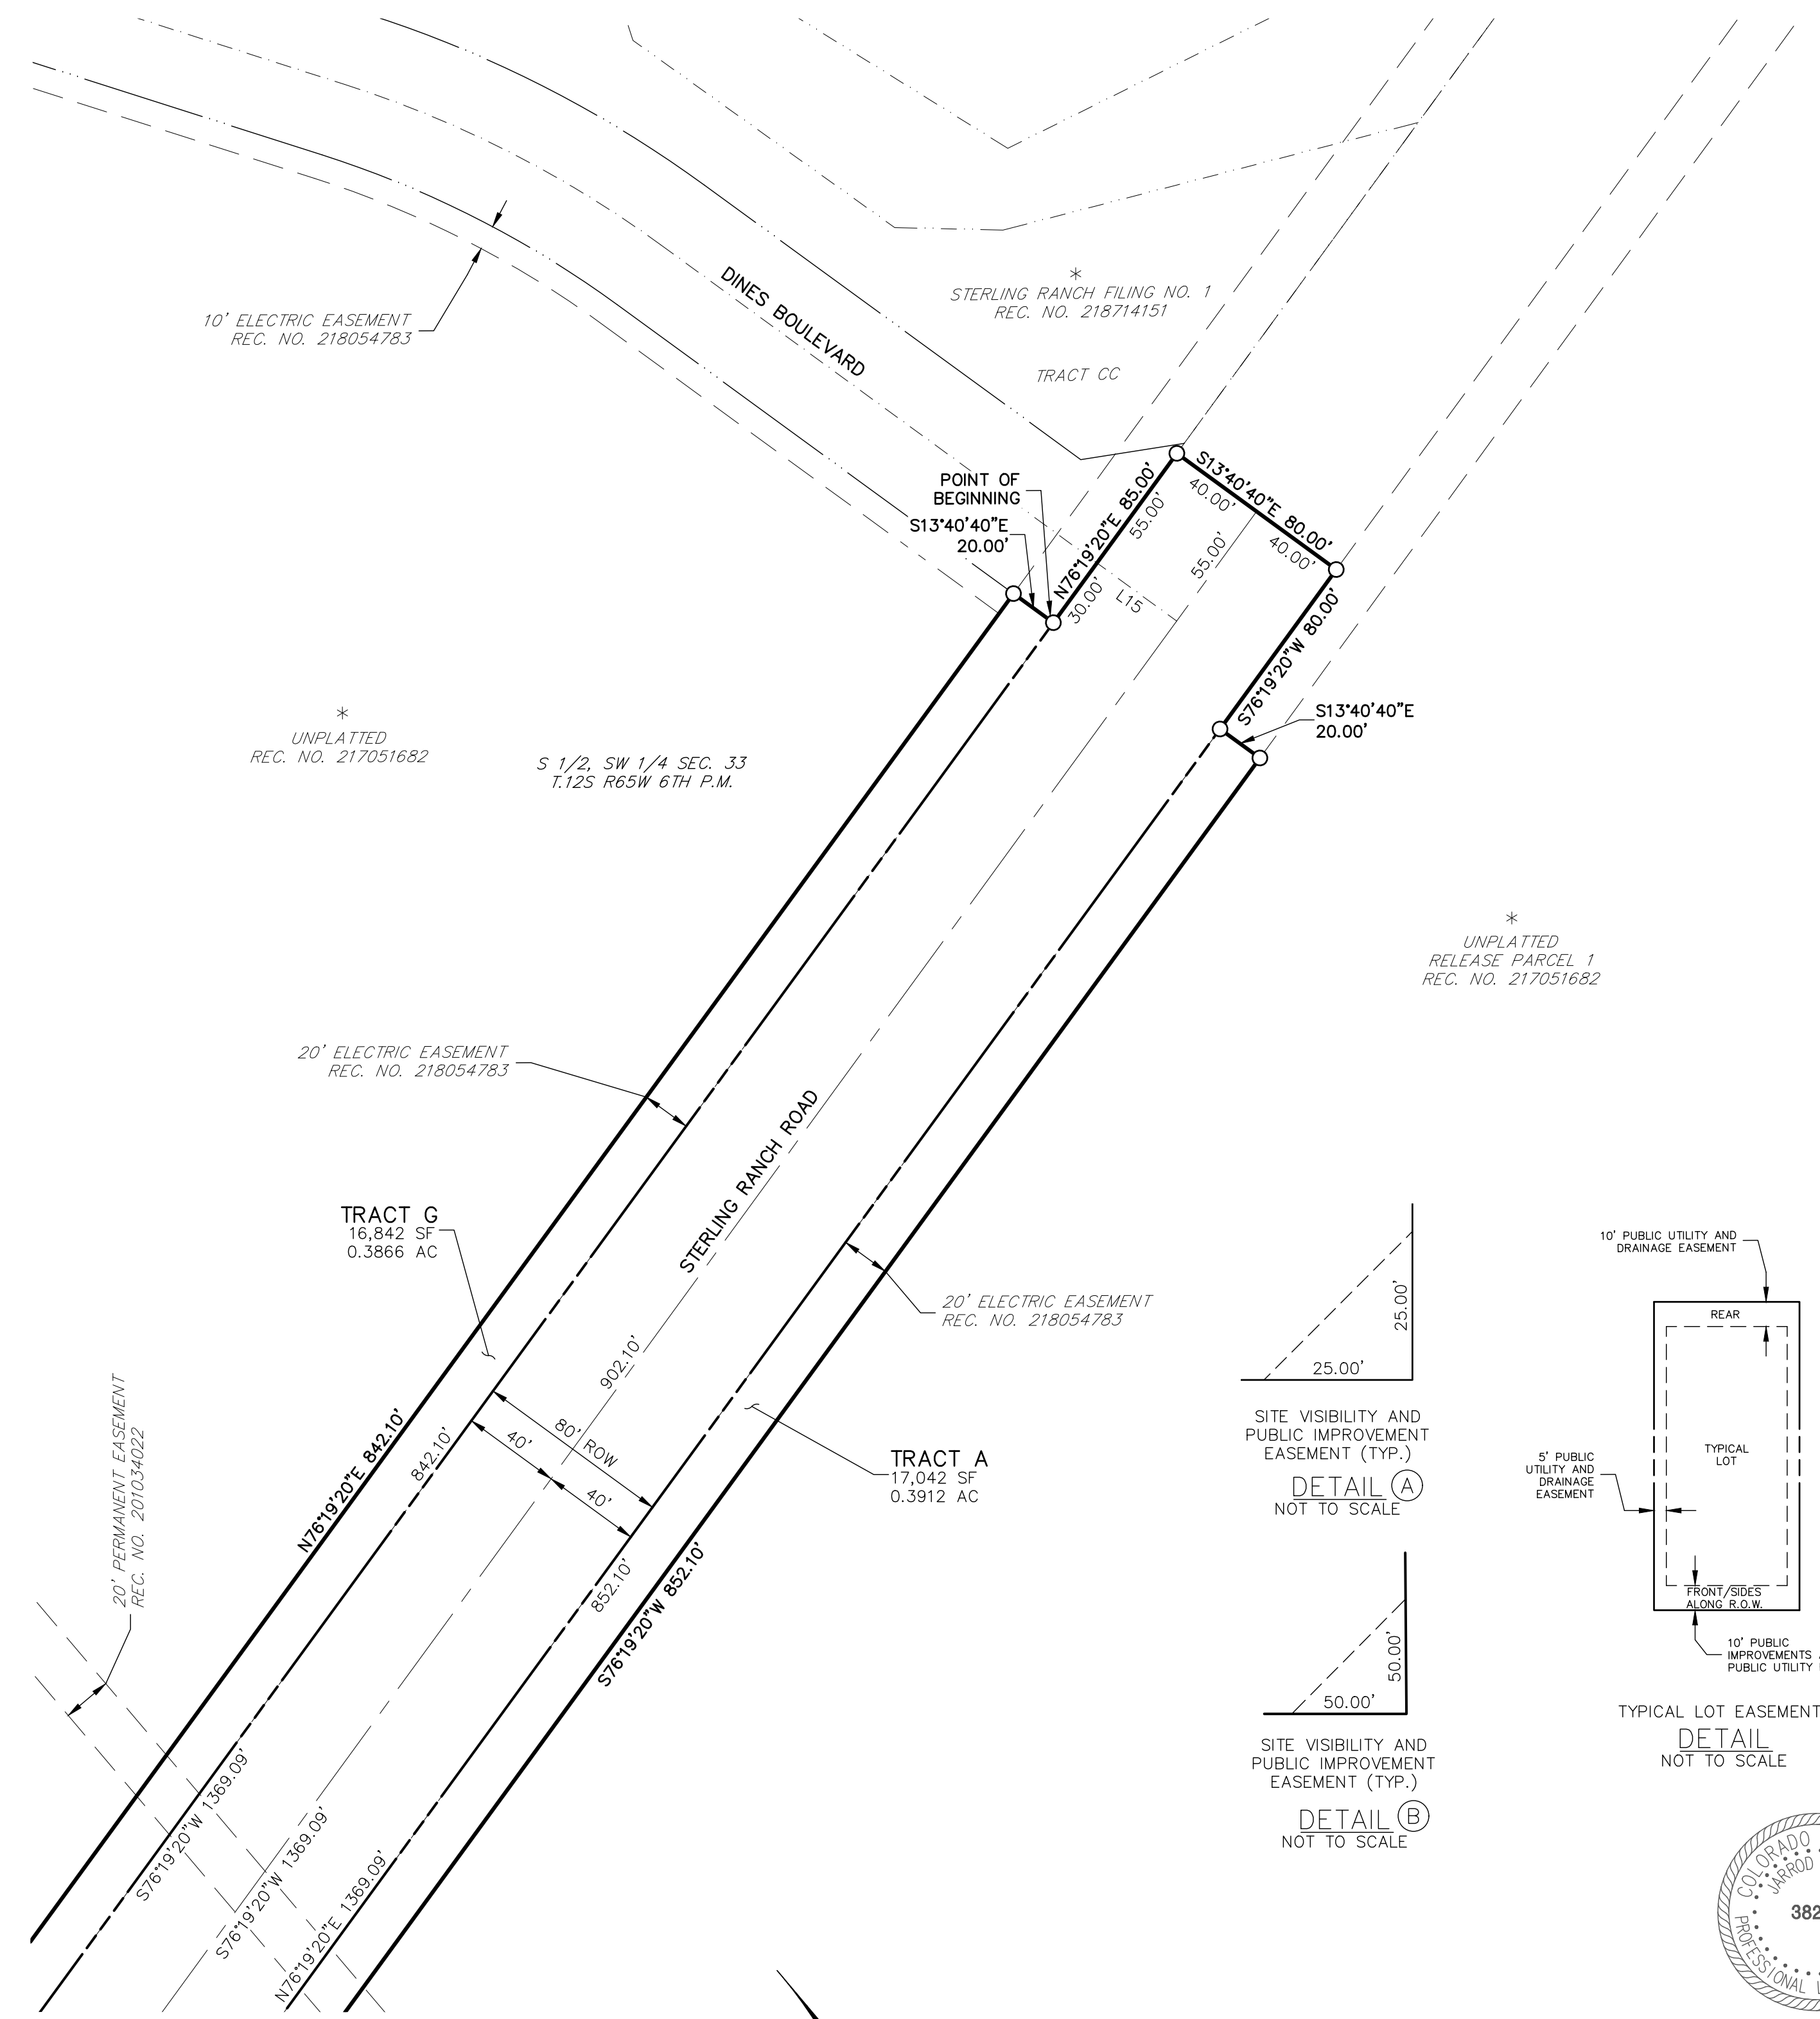 DINES BOULEVARD
*
STERLING RANCH FILING NO. 1
REC. NO. 218714151
TRACT CC
10' ELECTRIC EASEMENT
REC. NO. 218054783
POINT OF
BEGINNING
S13°40'40"E
20.00'
N76°19'20"E 85.00'
55.00'
30.00'
S13°40'40"E 80.00'
40.00'
40.00'
55.00'
L15
S76°19'20"W 80.00'
S13°40'40"E
20.00'
*
UNPLATTED
REC. NO. 217051682
S 1/2, SW 1/4 SEC. 33
T.12S R65W 6TH P.M.
*
UNPLATTED
RELEASE PARCEL 1
REC. NO. 217051682
20' ELECTRIC EASEMENT
REC. NO. 218054783
STERLING RANCH ROAD
TRACT G
16,842 SF
0.3866 AC
20' ELECTRIC EASEMENT
REC. NO. 218054783
902.10'
N76°19'20"E 842.10'
842.10'
80' ROW
40'
40'
TRACT A
17,042 SF
0.3912 AC
852.10'
S76°19'20"W 852.10'
20' PERMANENT EASEMENT
REC. NO. 201034022
S76°19'20"W 1369.09'
S76°19'20"W 1369.09'
N76°19'20"E 1369.09'
25.00'
25.00'
SITE VISIBILITY AND
PUBLIC IMPROVEMENT
EASEMENT (TYP.)
DETAIL A
NOT TO SCALE
50.00'
50.00'
SITE VISIBILITY AND
PUBLIC IMPROVEMENT
EASEMENT (TYP.)
DETAIL B
NOT TO SCALE
10' PUBLIC UTILITY AND
DRAINAGE EASEMENT
REAR
TYPICAL
LOT
5' PUBLIC
UTILITY AND
DRAINAGE
EASEMENT
FRONT/SIDES
ALONG R.O.W.
10' PUBLIC
IMPROVEMENTS
PUBLIC UTILITY
TYPICAL LOT EASEMENT
DETAIL
NOT TO SCALE
COLORADO
JARROD
382
PROFESSIONAL